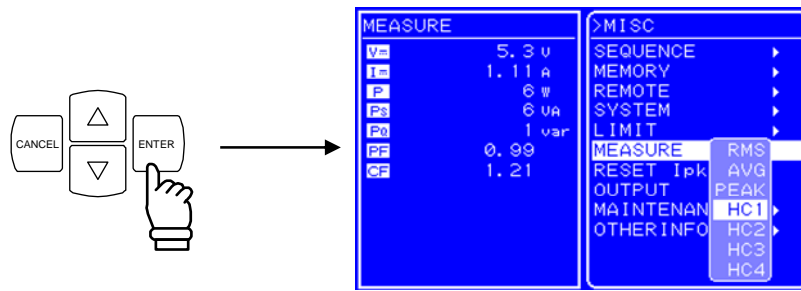 CANCEL
ENTER
MEASURE
V= 5.3 V
I= 1.11 A
P 6 W
Ps 6 VA
PQ 1 var
PF 0.99
CF 1.21
>MISC
SEQUENCE
MEMORY
REMOTE
SYSTEM
LIMIT
MEASURE RMS
RESET Ipk AVG
OUTPUT PEAK
MAINTENAN HC1
OTHERINFO HC2
HC3
HC4